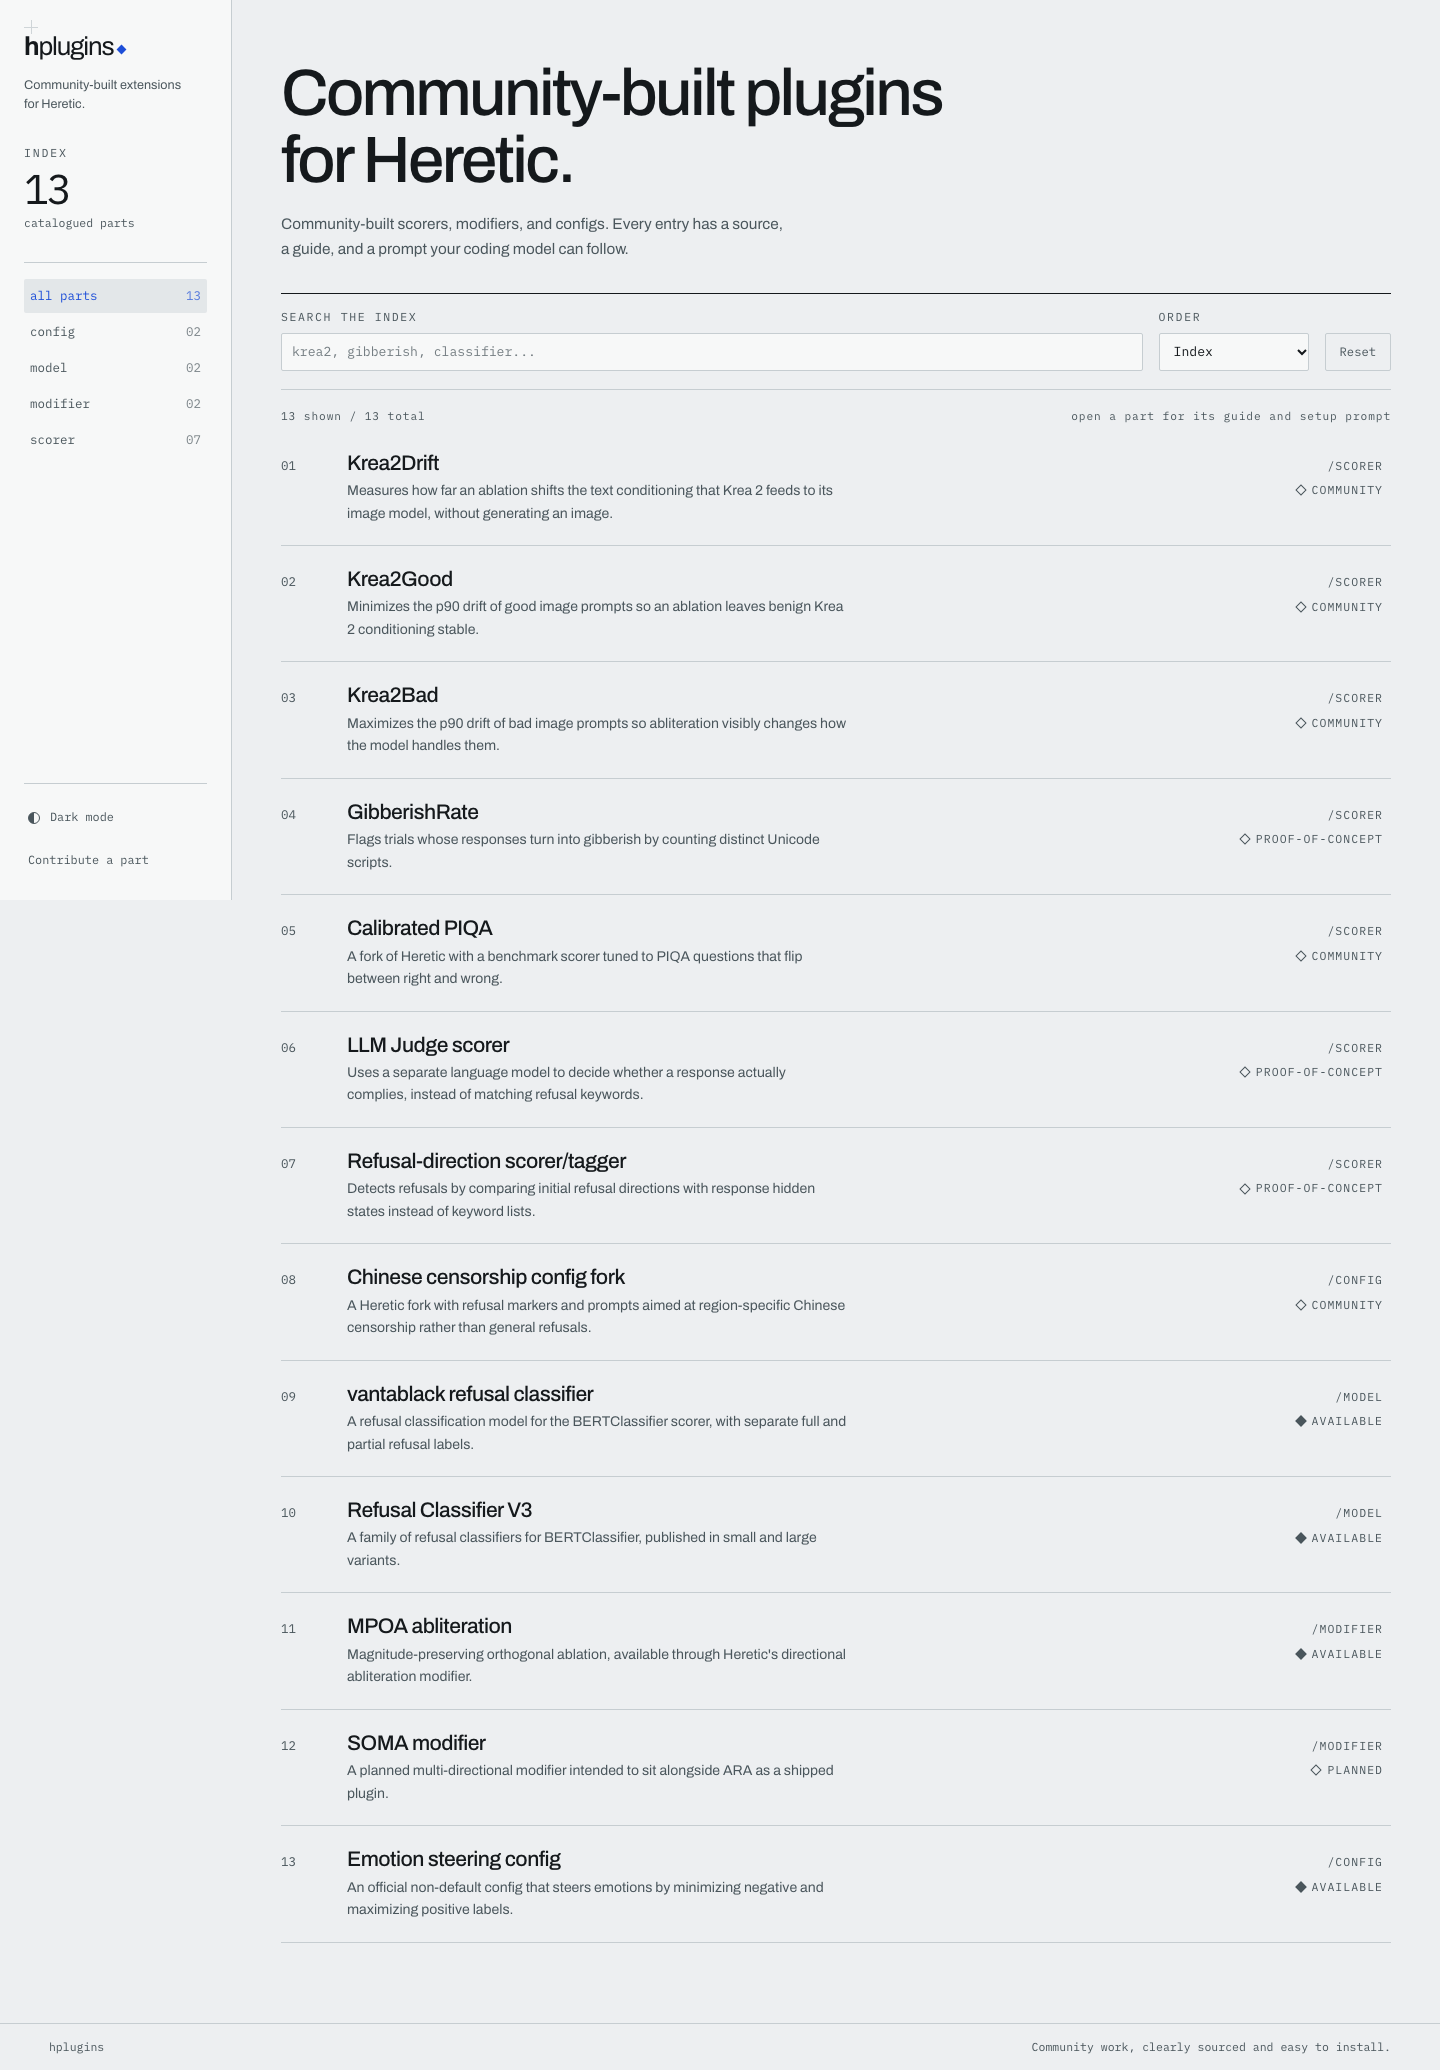 hplugins
Community-built extensions
for Heretic.
INDEX
13
catalogued parts
all parts 13
config 02
model 02
modifier 02
scorer 07
Dark mode
Contribute a part
Community-built plugins
for Heretic.
Community-built scorers, modifiers, and configs. Every entry has a source,
a guide, and a prompt your coding model can follow.
SEARCH THE INDEX
krea2, gibberish, classifier...
ORDER
Index
Reset
13 shown / 13 total
open a part for its guide and setup prompt
01
Krea2Drift
Measures how far an ablation shifts the text conditioning that Krea 2 feeds to its
image model, without generating an image.
/SCORER
COMMUNITY
02
Krea2Good
Minimizes the p90 drift of good image prompts so an ablation leaves benign Krea
2 conditioning stable.
/SCORER
COMMUNITY
03
Krea2Bad
Maximizes the p90 drift of bad image prompts so abliteration visibly changes how
the model handles them.
/SCORER
COMMUNITY
04
GibberishRate
Flags trials whose responses turn into gibberish by counting distinct Unicode
scripts.
/SCORER
PROOF-OF-CONCEPT
05
Calibrated PIQA
A fork of Heretic with a benchmark scorer tuned to PIQA questions that flip
between right and wrong.
/SCORER
COMMUNITY
06
LLM Judge scorer
Uses a separate language model to decide whether a response actually
complies, instead of matching refusal keywords.
/SCORER
PROOF-OF-CONCEPT
07
Refusal-direction scorer/tagger
Detects refusals by comparing initial refusal directions with response hidden
states instead of keyword lists.
/SCORER
PROOF-OF-CONCEPT
08
Chinese censorship config fork
A Heretic fork with refusal markers and prompts aimed at region-specific Chinese
censorship rather than general refusals.
/CONFIG
COMMUNITY
09
vantablack refusal classifier
A refusal classification model for the BERTClassifier scorer, with separate full and
partial refusal labels.
/MODEL
AVAILABLE
10
Refusal Classifier V3
A family of refusal classifiers for BERTClassifier, published in small and large
variants.
/MODEL
AVAILABLE
11
MPOA abliteration
Magnitude-preserving orthogonal ablation, available through Heretic's directional
abliteration modifier.
/MODIFIER
AVAILABLE
12
SOMA modifier
A planned multi-directional modifier intended to sit alongside ARA as a shipped
plugin.
/MODIFIER
PLANNED
13
Emotion steering config
An official non-default config that steers emotions by minimizing negative and
maximizing positive labels.
/CONFIG
AVAILABLE
hplugins
Community work, clearly sourced and easy to install.